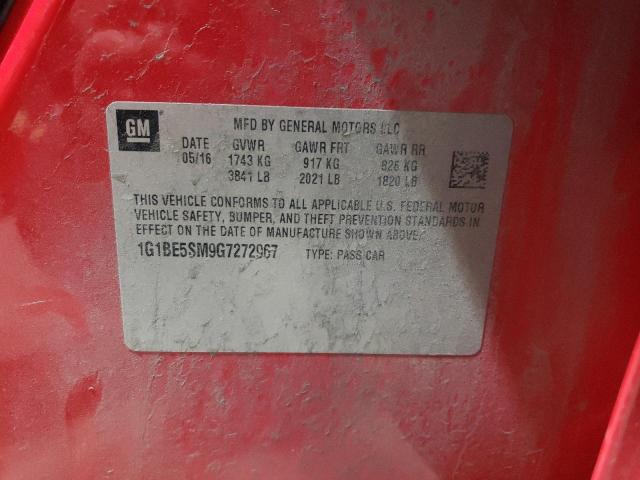 GM
MFD BY GENERAL MOTORS LLC
DATE GVWR GAWR FRT GAWR RR
05/16 1743 KG 917 KG 826 KG
3841 LB 2021 LB 1820 LB
THIS VEHICLE CONFORMS TO ALL APPLICABLE U.S. FEDERAL MOTOR
VEHICLE SAFETY, BUMPER, AND THEFT PREVENTION STANDARDS IN
EFFECT ON THE DATE OF MANUFACTURE SHOWN ABOVE.
1G1BE5SM9G7272967 TYPE: PASS CAR